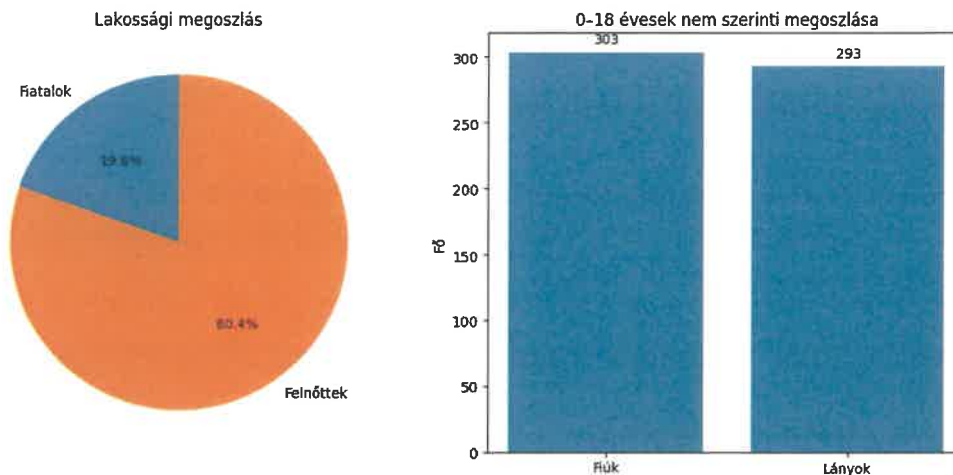 Lakossági megoszlás
Fiatalok
19.6%
80.4%
Felnőttek
0–18 évesek nem szerinti megoszlása
303
293
300
250
200
150
100
50
0
Fő
Fiúk
Lányok